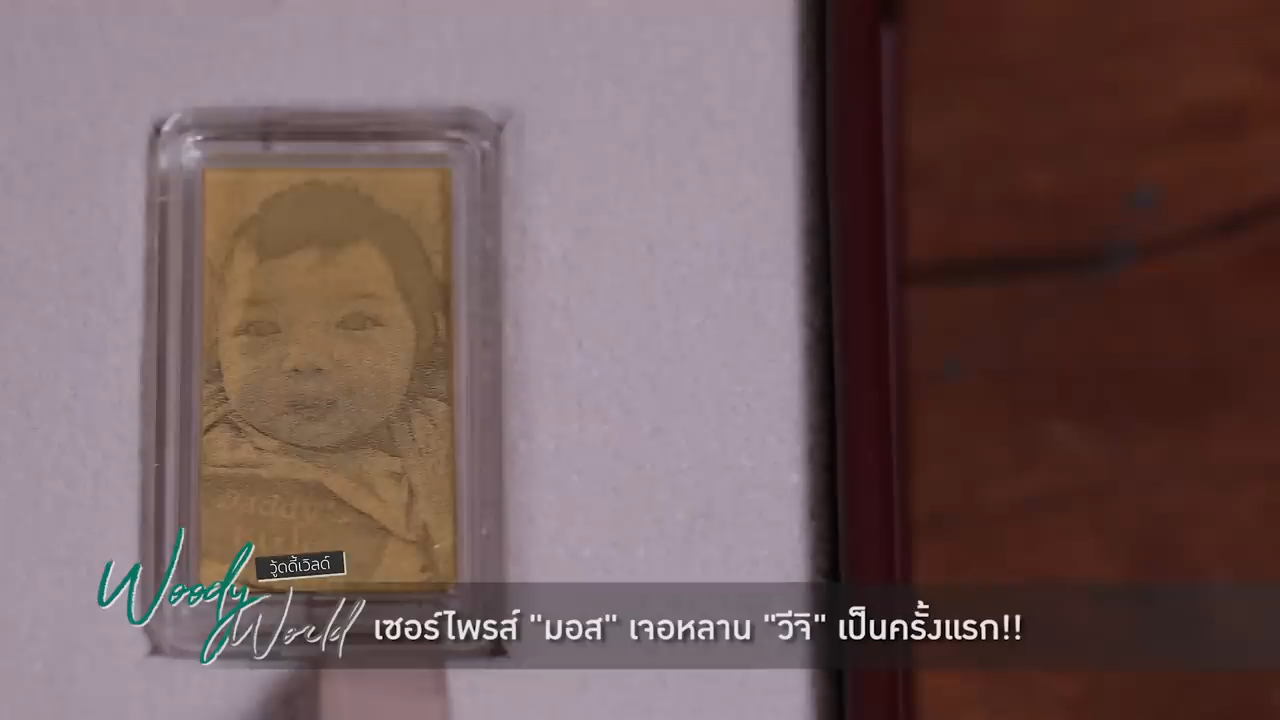 Daddy's
Woody
วู้ดดี้เวิลด์
World
เซอร์ไพรส์ "มอส" เจอหลาน "วีจิ" เป็นครั้งแรก!!